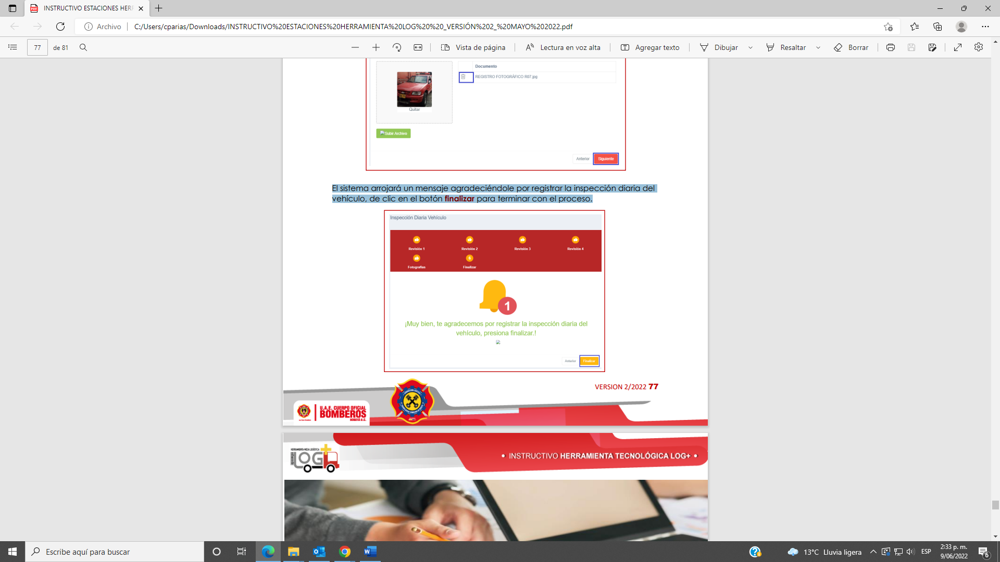 INSTRUCTIVO ESTACIONES HER
Archivo
C:/Users/cparias/Downloads/INSTRUCTIVO%20ESTACIONES%20HERRAMIENTA%20LOG%20%20_VERSIÓN%202_%20MAYO%202022.pdf
77 de 81
Vista de página
Lectura en voz alta
Agregar texto
Dibujar
Resaltar
Borrar
Documento
REGISTRO FOTOGRÁFICO R07.jpg
Quitar
Subir Archivo
Anterior Siguiente
El sistema arrojará un mensaje agradeciéndole por registrar la inspección diaria del
vehículo, de clic en el botón finalizar para terminar con el proceso.
Inspección Diaria Vehículo
Revisión 1 Revisión 2 Revisión 3 Revisión 4
6
Fotografías Finalizar
1
¡Muy bien, te agradecemos por registrar la inspección diaria del
vehículo, presiona finalizar.!
Anterior Finalizar
VERSION 2/2022 77
U.A.E. CUERPO OFICIAL
BOMBEROS
BOGOTÁ D.C.
HERRAMIENTA MESA LOGÍSTICA
LOG
• INSTRUCTIVO HERRAMIENTA TECNOLÓGICA LOG+ •
Escribe aquí para buscar
13°C Lluvia ligera
ESP
2:33 p. m.
9/06/2022
6